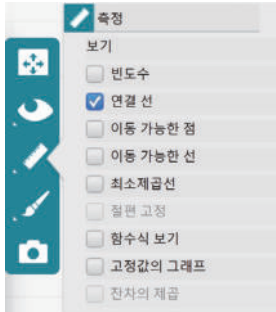 측정
보기
빈도수
연결 선
이동 가능한 점
이동 가능한 선
최소제곱선
절편 고정
함수식 보기
고정값의 그래프
잔차의 제곱